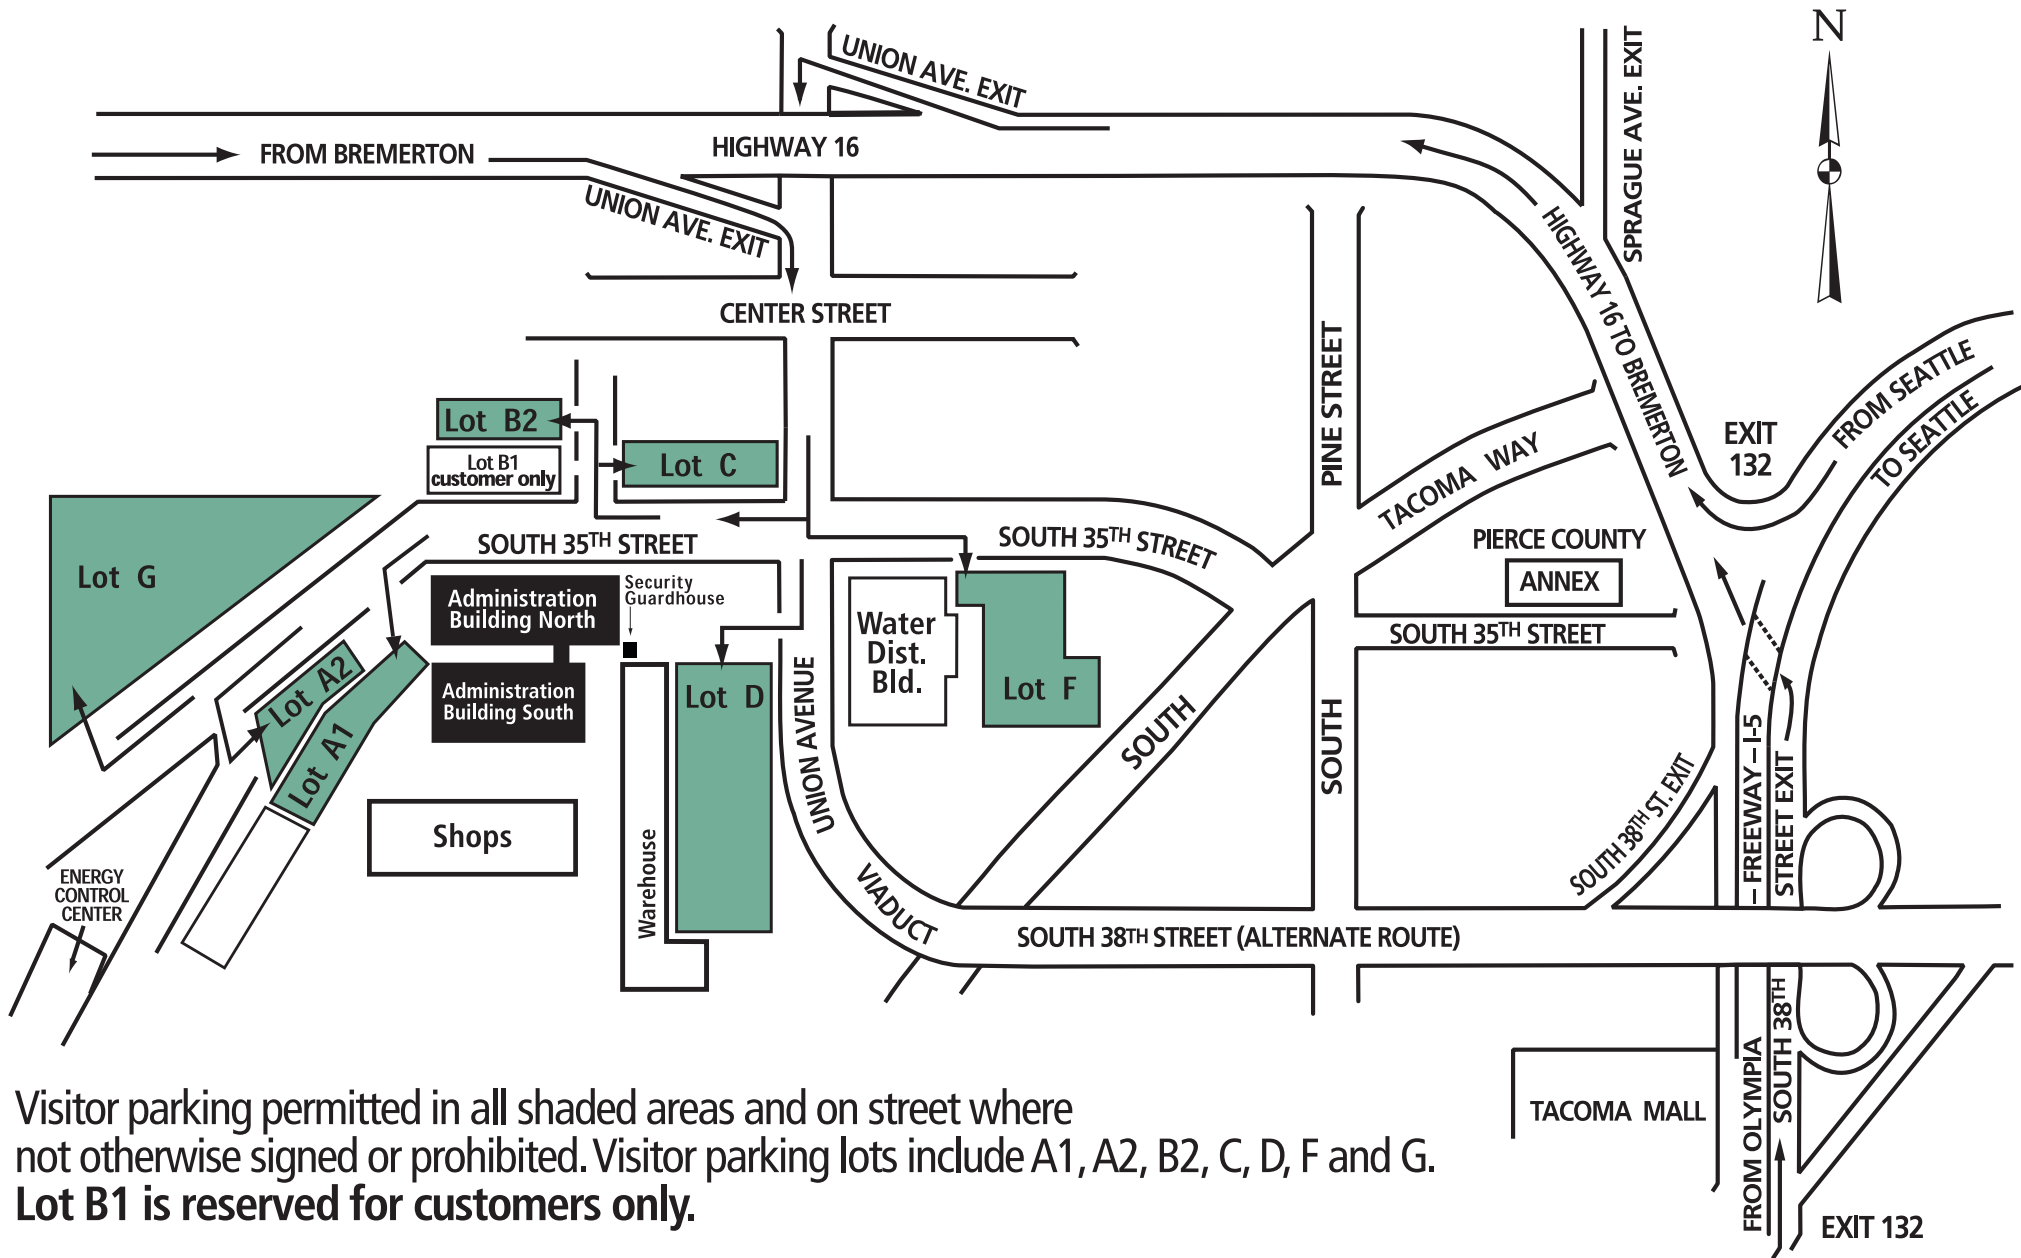 N
UNION AVE. EXIT
SPRAGUE AVE. EXIT
FROM BREMERTON
HIGHWAY 16
UNION AVE. EXIT
HIGHWAY 16 TO BREMERTON
CENTER STREET
PINE STREET
FROM SEATTLE
TO SEATTLE
EXIT
132
Lot B2
Lot B1
customer only
Lot C
TACOMA WAY
SOUTH 35TH STREET
SOUTH 35TH STREET
PIERCE COUNTY
ANNEX
Lot G
Administration
Building North
Security
Guardhouse
Water
Dist.
Bld.
SOUTH 35TH STREET
Lot A2
Lot A1
Administration
Building South
Lot D
Lot F
UNION AVENUE
SOUTH
SOUTH
FREEWAY I-5
STREET EXIT
SOUTH 38TH ST. EXIT
Shops
Warehouse
ENERGY
CONTROL
CENTER
VIADUCT
SOUTH 38TH STREET (ALTERNATE ROUTE)
SOUTH 38TH
FROM OLYMPIA
TACOMA MALL
EXIT 132
Visitor parking permitted in all shaded areas and on street where
not otherwise signed or prohibited. Visitor parking lots include A1, A2, B2, C, D, F and G.
Lot B1 is reserved for customers only.